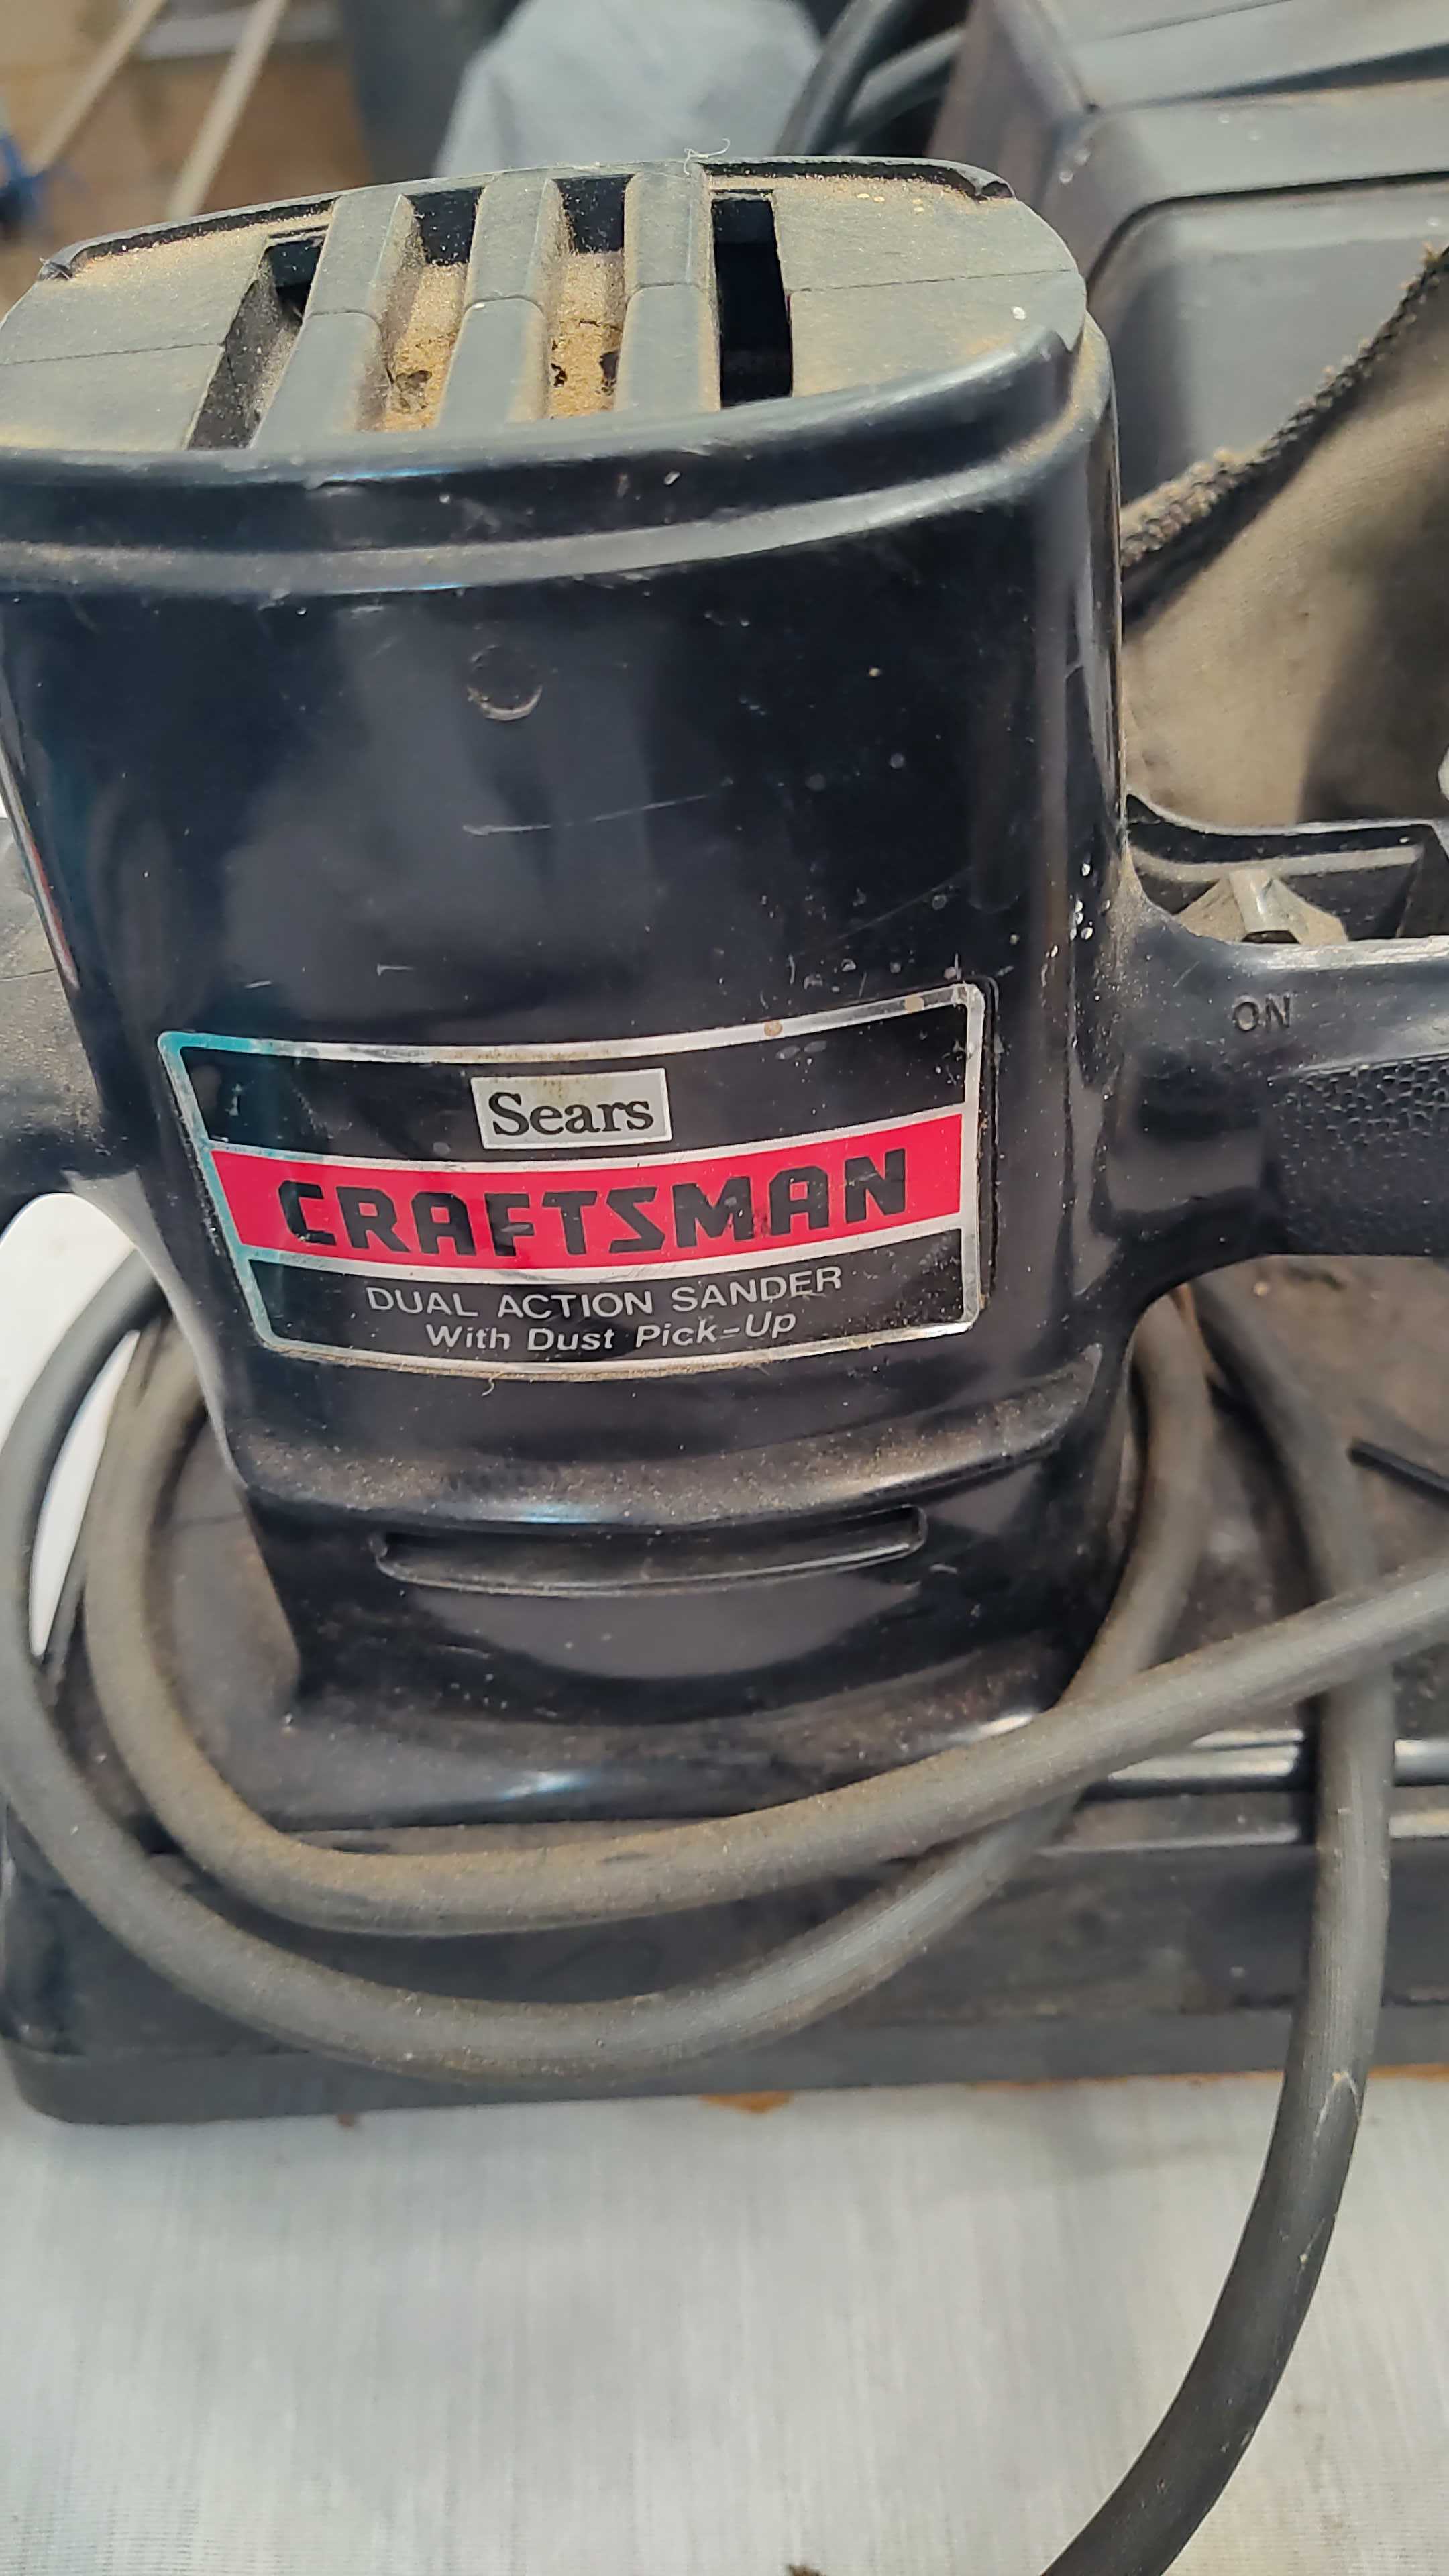 Sears
CRAFTSMAN
DUAL ACTION SANDER
With Dust Pick-Up
ON